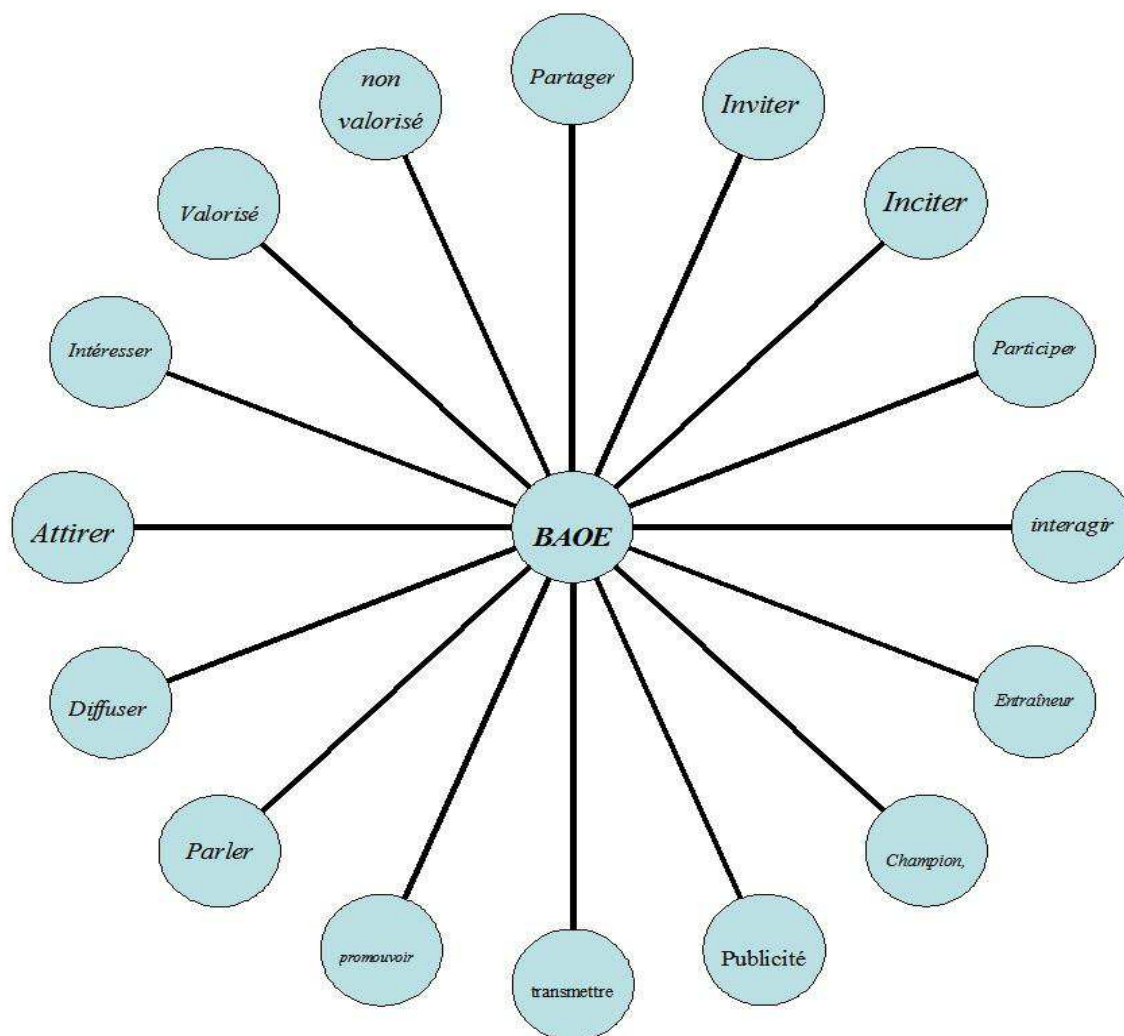 non
valorisé
Partager
Inviter
Valorisé
Inciter
Intéresser
Participer
Attirer
BAOE
interagir
Diffuser
Entraîneur
Parler
Champion,
promouvoir
transmettre
Publicité